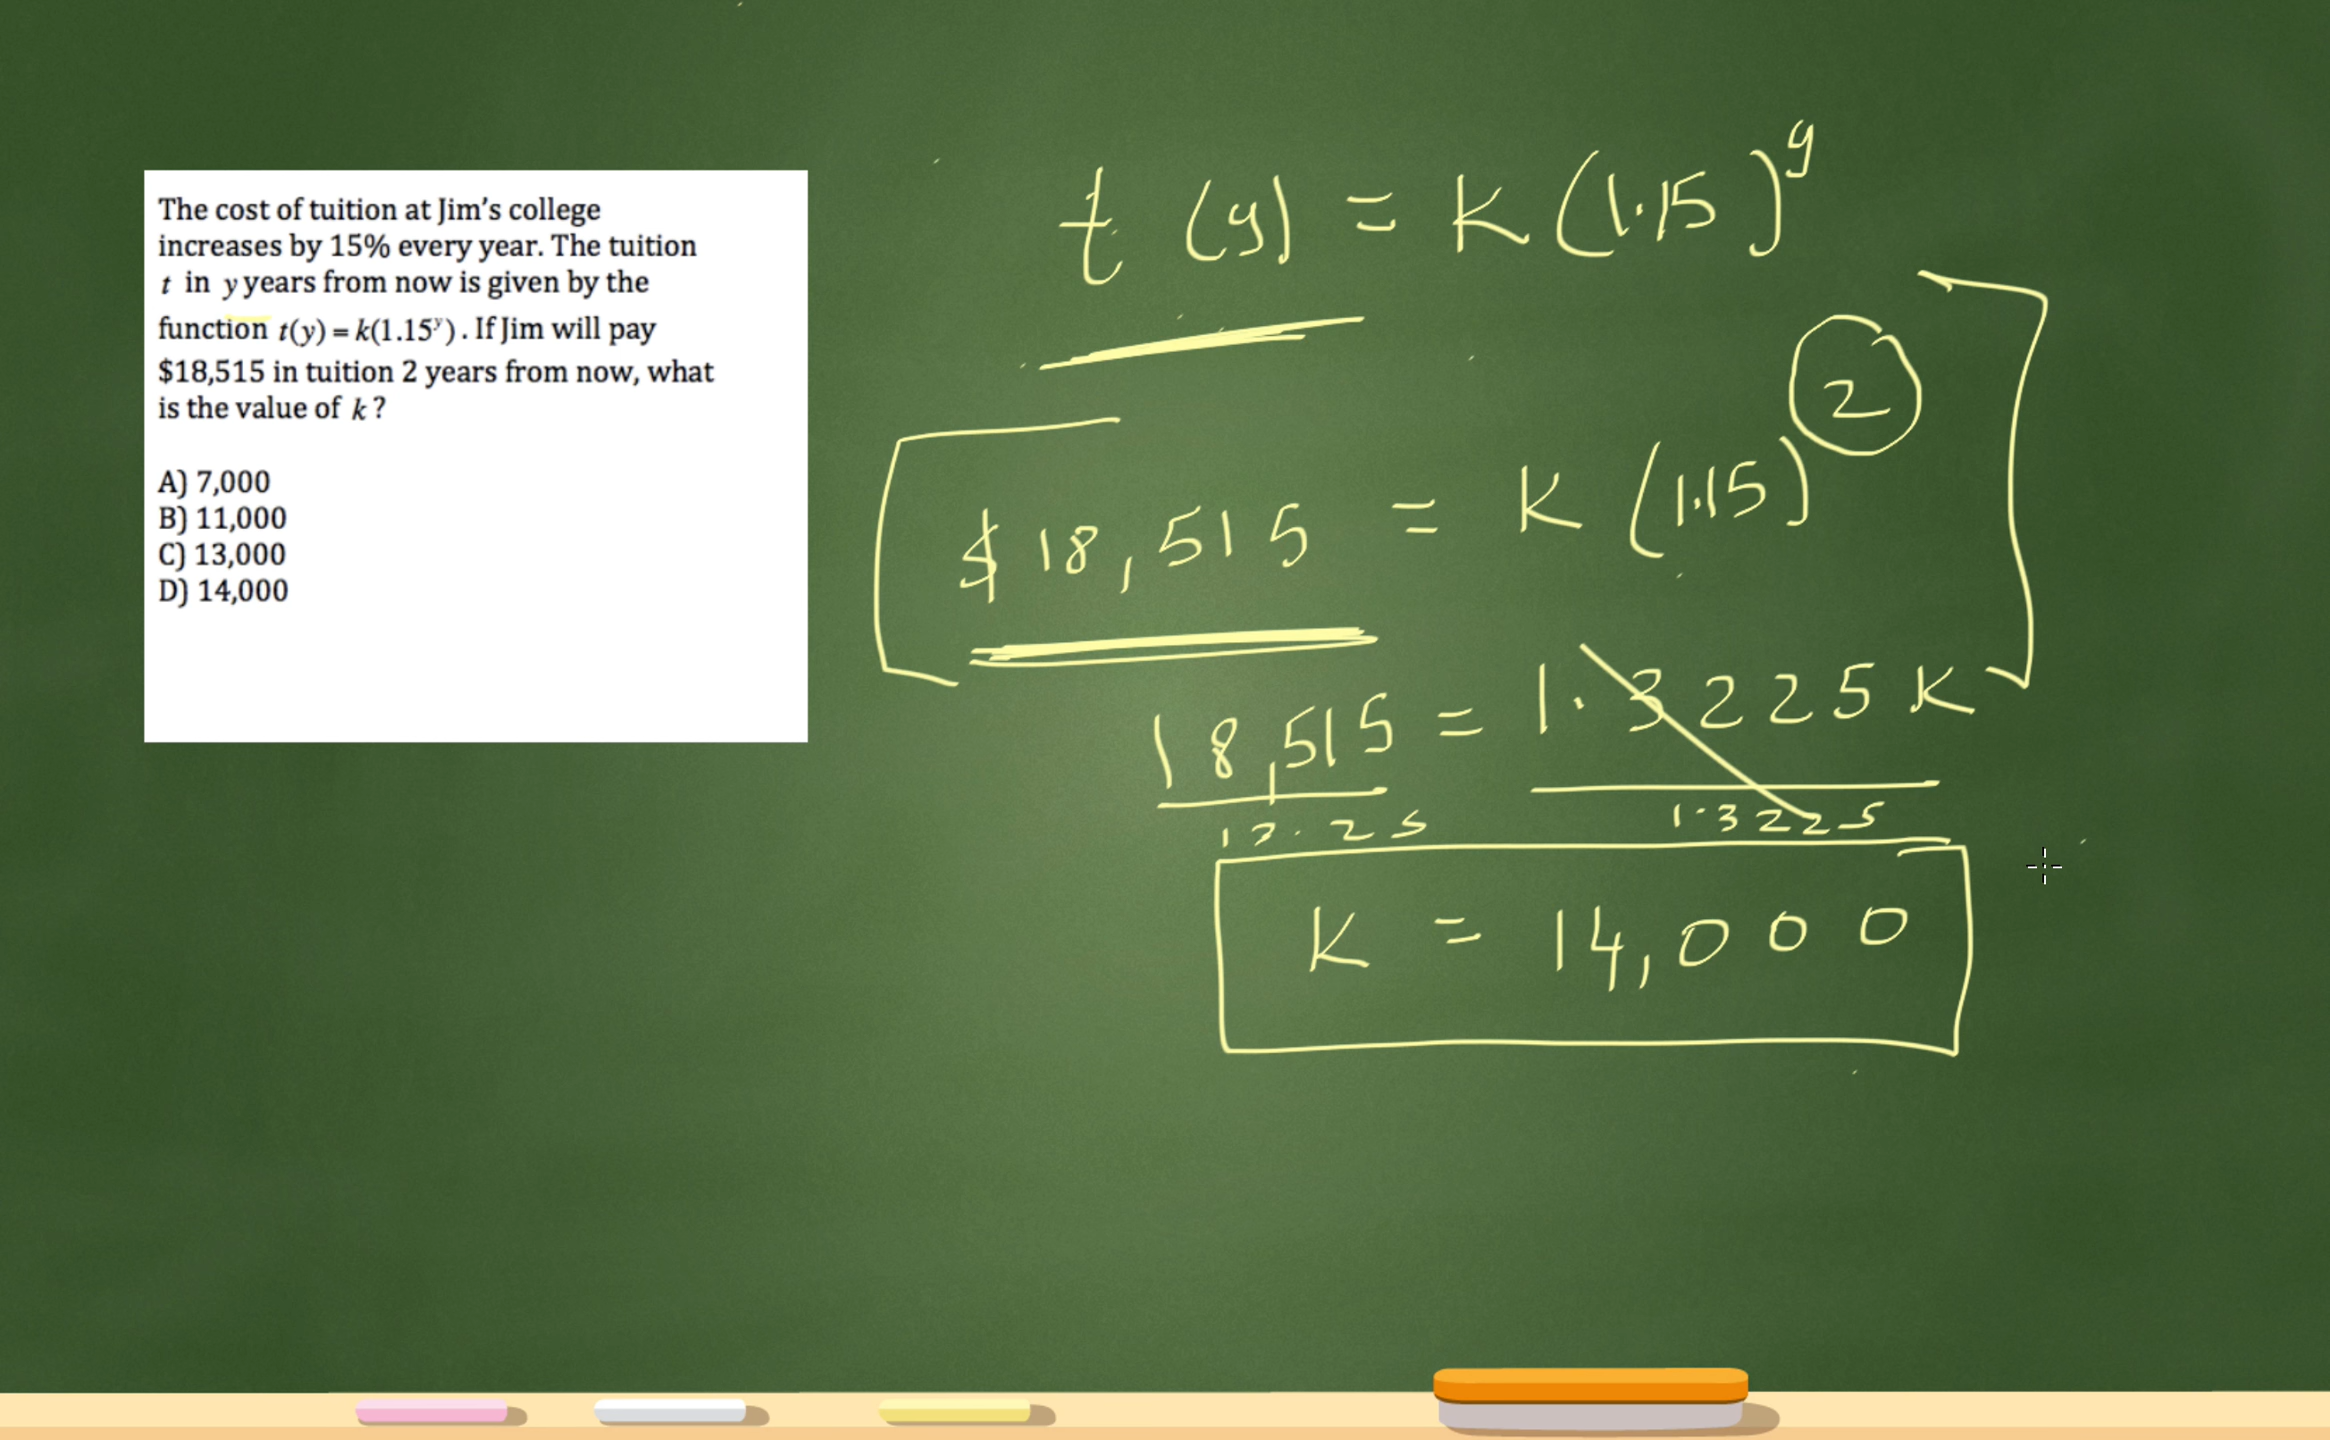 The cost of tuition at Jim's college
increases by 15% every year. The tuition
t in y years from now is given by the
function t(y) = k(1.15^y). If Jim will pay
$18,515 in tuition 2 years from now, what
is the value of k?
A) 7,000
B) 11,000
C) 13,000
D) 14,000
t (y) = K (1.15)^y
$18,515 = K (1.15)^2
18,515 = 1.3225K
1.3225
K = 14,000